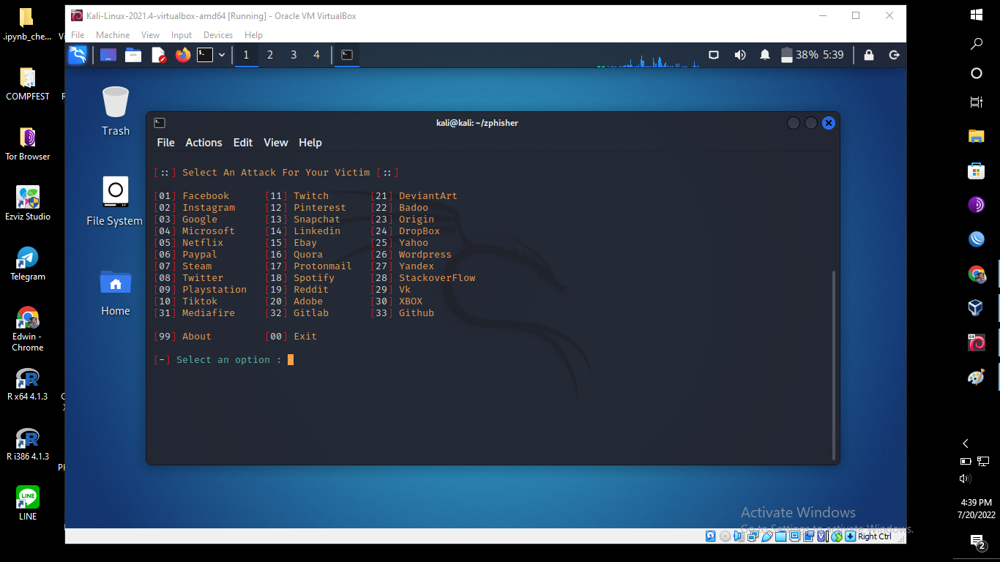 Kali-Linux-2021.4-virtualbox-amd64 [Running] - Oracle VM VirtualBox
File Machine View Input Devices Help
1 2 3 4 38% 5:39
.ipynb_che...
COMPFEST
Tor Browser
Ezviz Studio
Telegram
Edwin -
Chrome
R x64 4.1.3
R i386 4.1.3
LINE
Trash
File System
Home
kali@kali: ~/zphisher
File Actions Edit View Help
[::] Select An Attack For Your Victim [::]
[01] Facebook [11] Twitch [21] DeviantArt
[02] Instagram [12] Pinterest [22] Badoo
[03] Google [13] Snapchat [23] Origin
[04] Microsoft [14] Linkedin [24] DropBox
[05] Netflix [15] Ebay [25] Yahoo
[06] Paypal [16] Quora [26] Wordpress
[07] Steam [17] Protonmail [27] Yandex
[08] Twitter [18] Spotify [28] StackoverFlow
[09] Playstation [19] Reddit [29] Vk
[10] Tiktok [20] Adobe [30] XBOX
[31] Mediafire [32] Gitlab [33] Github
[99] About [00] Exit
[-] Select an option :
Activate Windows
Go to Settings to activate Windows.
Right Ctrl
4:39 PM
7/20/2022
2